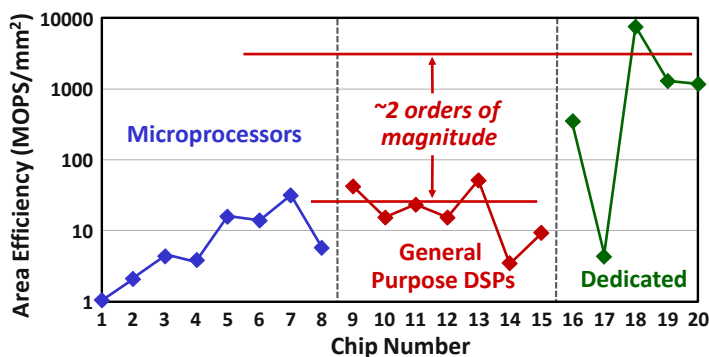 Area Efficiency (MOPS/mm²)
10000
1000
100
10
1
Microprocessors
~2 orders of
magnitude
General
Purpose DSPs
Dedicated
1 2 3 4 5 6 7 8 9 10 11 12 13 14 15 16 17 18 19 20
Chip Number